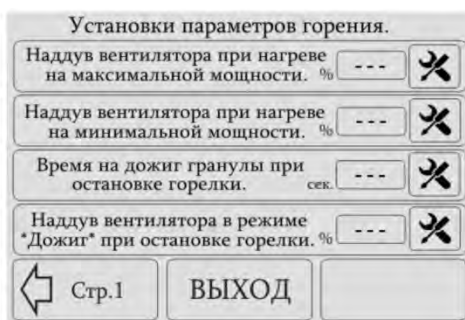 Установки параметров горения.
Наддув вентилятора при нагреве
на максимальной мощности. % ---
Наддув вентилятора при нагреве
на минимальной мощности. % ---
Время на дожиг гранулы при
остановке горелки. сек. ---
Наддув вентилятора в режиме
"Дожиг" при остановке горелки. % ---
Стр.1 ВЫХОД